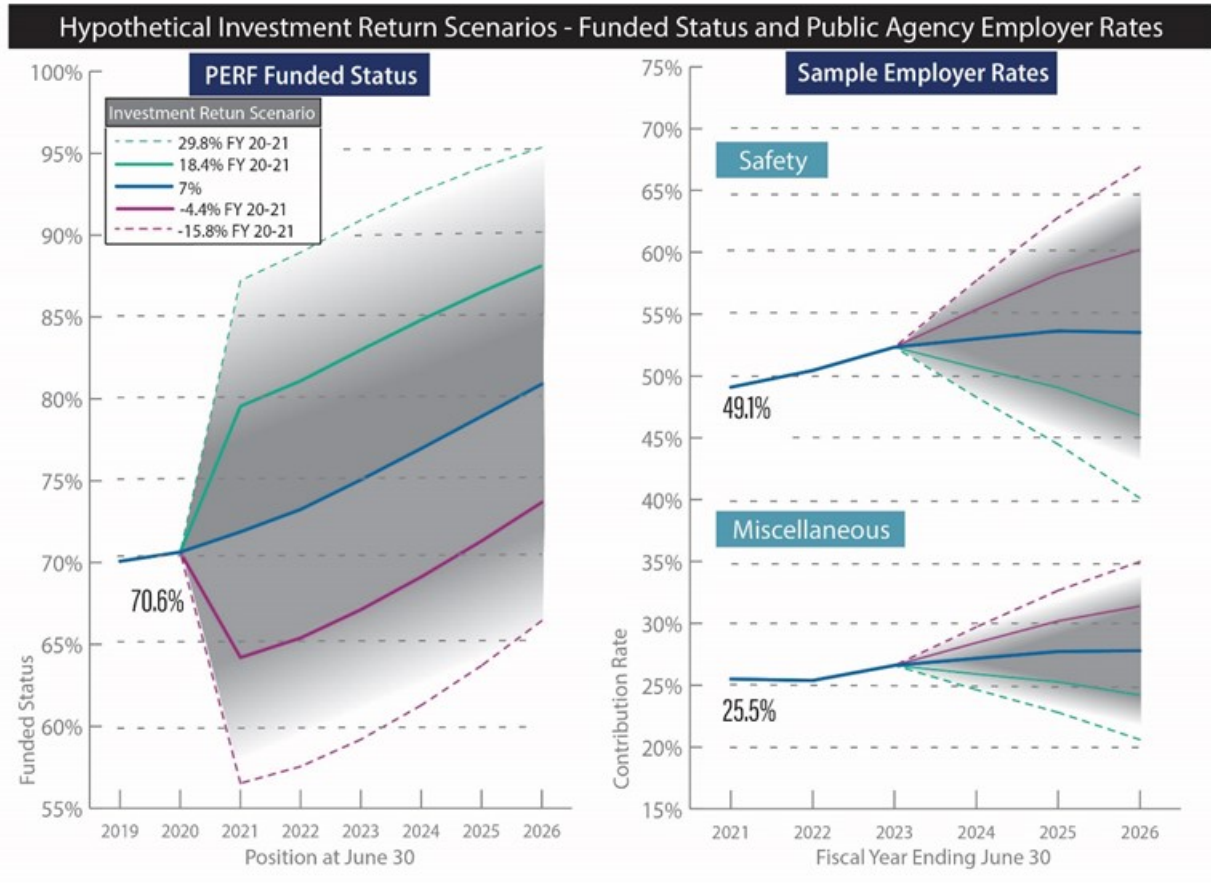 Hypothetical Investment Return Scenarios - Funded Status and Public Agency Employer Rates
PERF Funded Status
100%
95%
90%
85%
80%
75%
70%
65%
60%
55%
Funded Status
Investment Retun Scenario
29.8% FY 20-21
18.4% FY 20-21
7%
-4.4% FY 20-21
-15.8% FY 20-21
70.6%
2019 2020 2021 2022 2023 2024 2025 2026
Position at June 30
Sample Employer Rates
75%
70%
65%
60%
55%
50%
45%
40%
35%
30%
25%
20%
15%
Contribution Rate
Safety
49.1%
Miscellaneous
25.5%
2021 2022 2023 2024 2025 2026
Fiscal Year Ending June 30